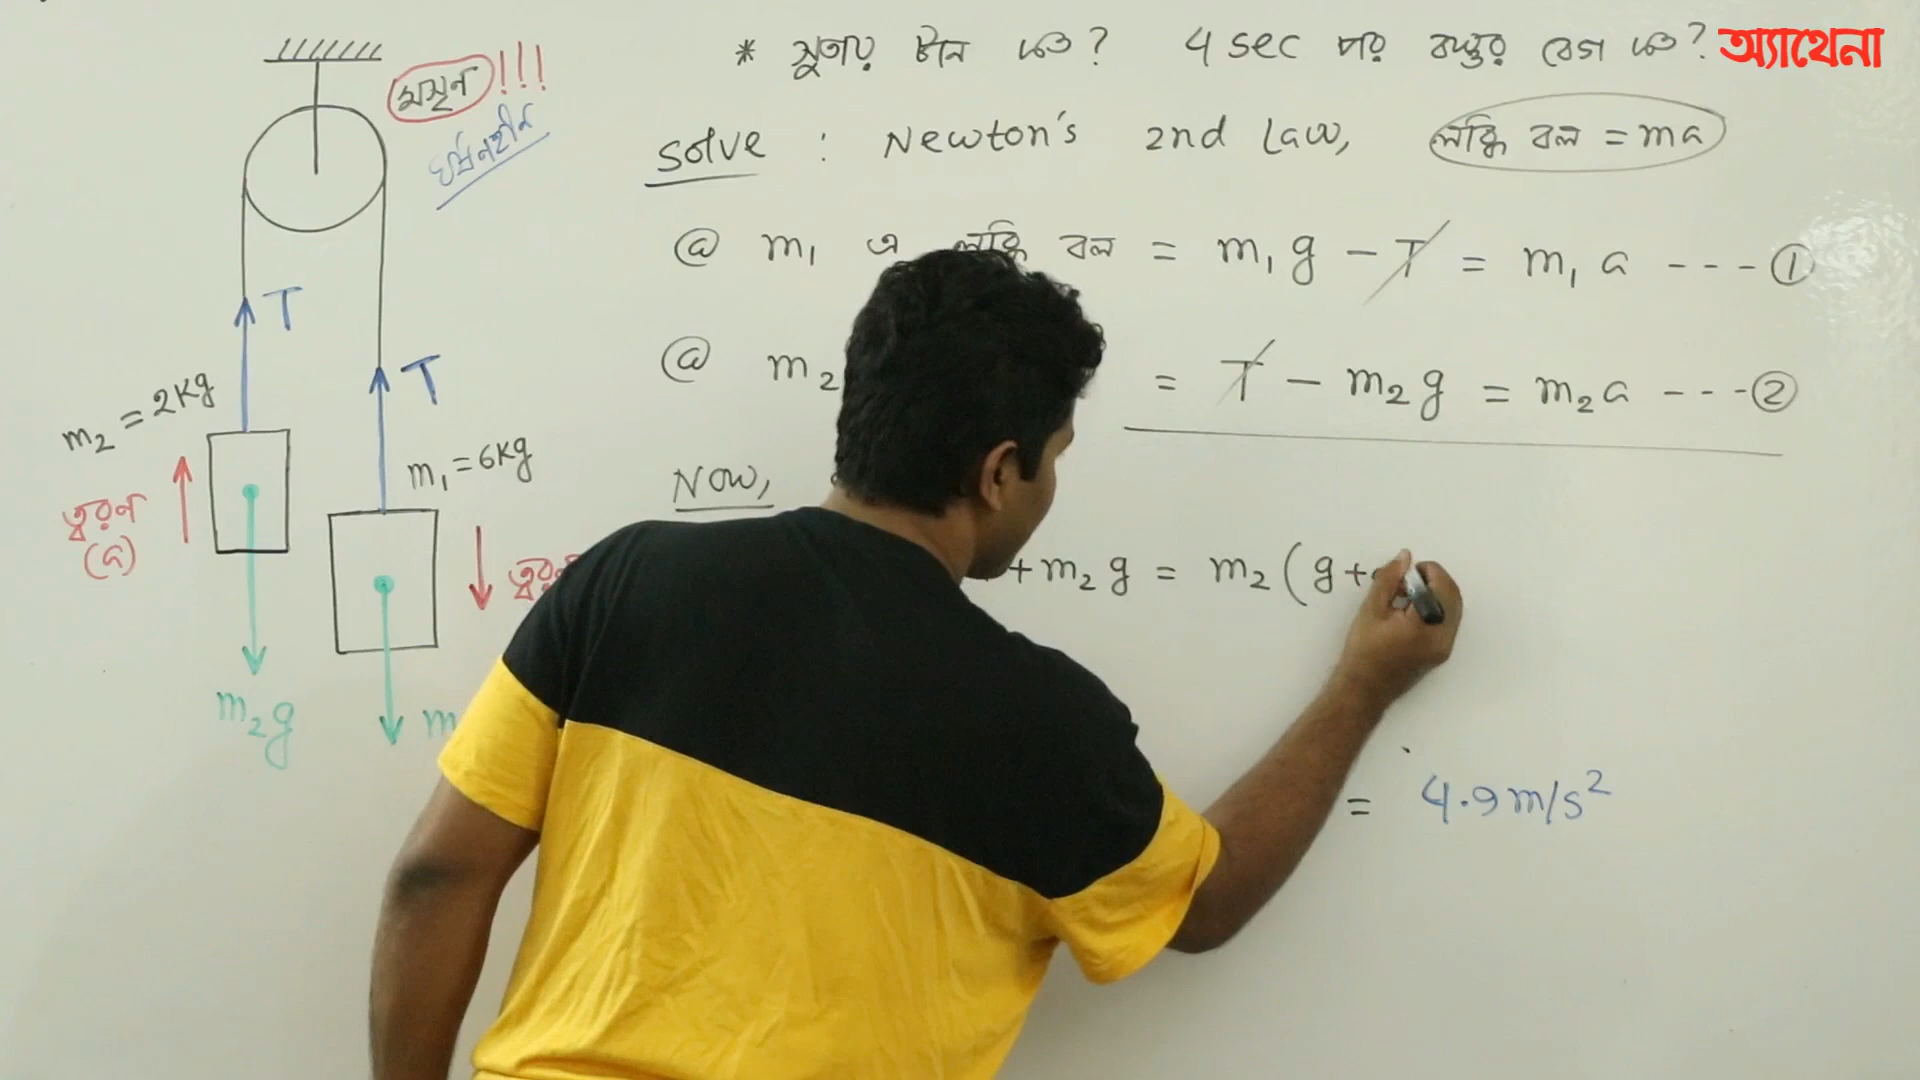 * সুতার টান কত? 4 sec পর বস্তুর বেগ কত?
অ্যাথেনা
মসৃন !!!
ঘর্ষনহীন
Solve : Newton's 2nd Law, লব্ধি বল = ma
@ m₁ এ লব্ধি বল = m₁g - T = m₁a --- ①
@ m₂ = T - m₂g = m₂a --- ②
T
T
m₂ = 2kg
m₁ = 6kg
Now,
ত্বরণ
(a)
+ m₂g = m₂(g+
m₂g
m
= 4.9 m/s²